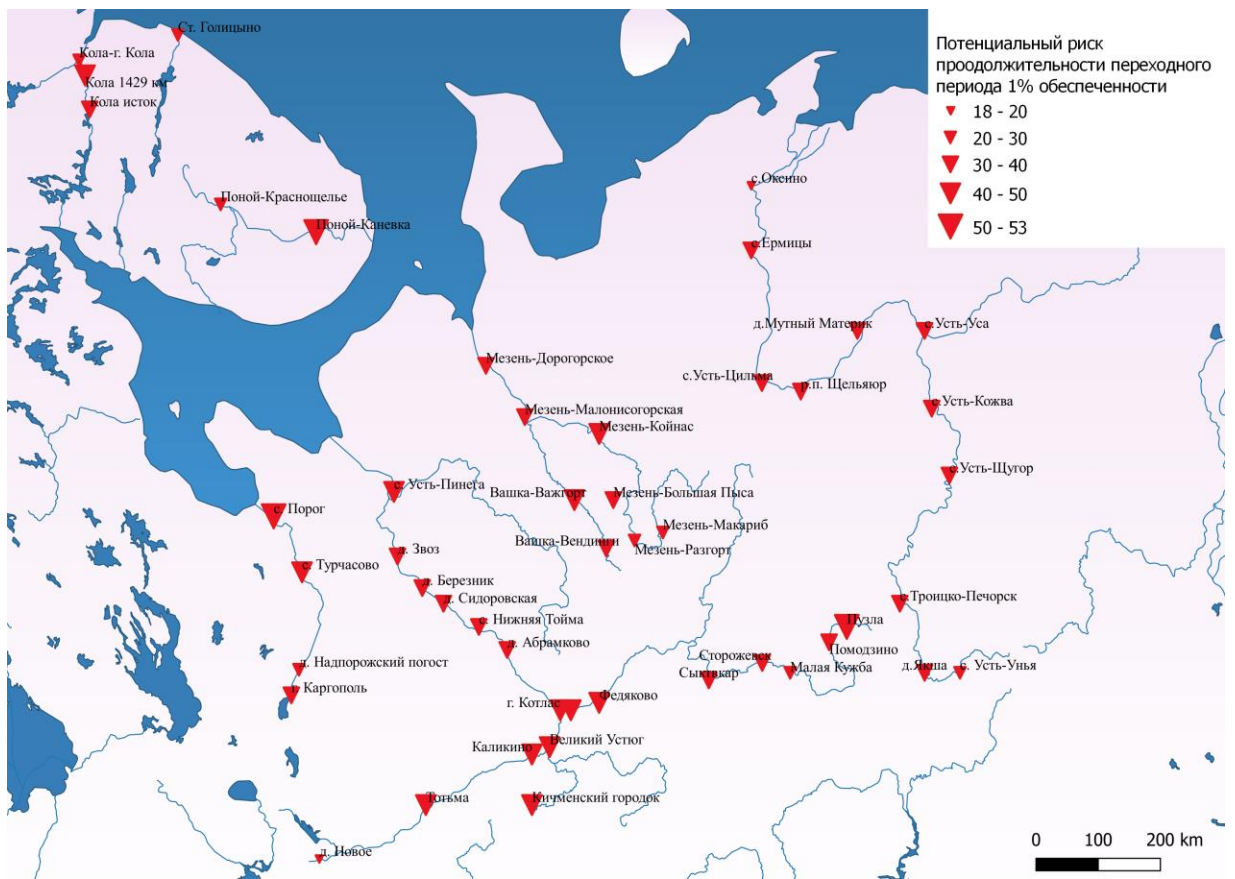 Ст. Голицыно
Кола-г. Кола
Кола 1429 км
Кола исток
Потенциальный риск
проодолжительности переходного
периода 1% обеспеченности
18 - 20
20 - 30
30 - 40
40 - 50
50 - 53
Поной-Краснощелье
Поной-Каневка
с.Оксино
с.Ермицы
д.Мутный Материк
с.Усть-Уса
Мезень-Дорогорское
с.Усть-Цильма
р.п. Щельяюр
с.Усть-Кожва
Мезень-Малонисогорская
Мезень-Койнас
с.Усть-Щугор
с. Усть-Пинега
Вашка-Важгорт
Мезень-Большая Пыса
с. Порог
Мезень-Макариб
Вашка-Вендинги
Мезень-Разгорт
д. Звоз
с. Турчасово
д. Березник
д. Сидоровская
с.Троицко-Печорск
с. Нижняя Тойма
Пузла
д. Абрамково
Помодзино
д. Надпорожский погост
Сторожевск
Малая Кужба
д.Якша
с. Усть-Унья
Сыктвкар
г. Каргополь
Федяково
г. Котлас
Великий Устюг
Каликино
Тотьма
Кичменский городок
д. Новое
0 100 200 km